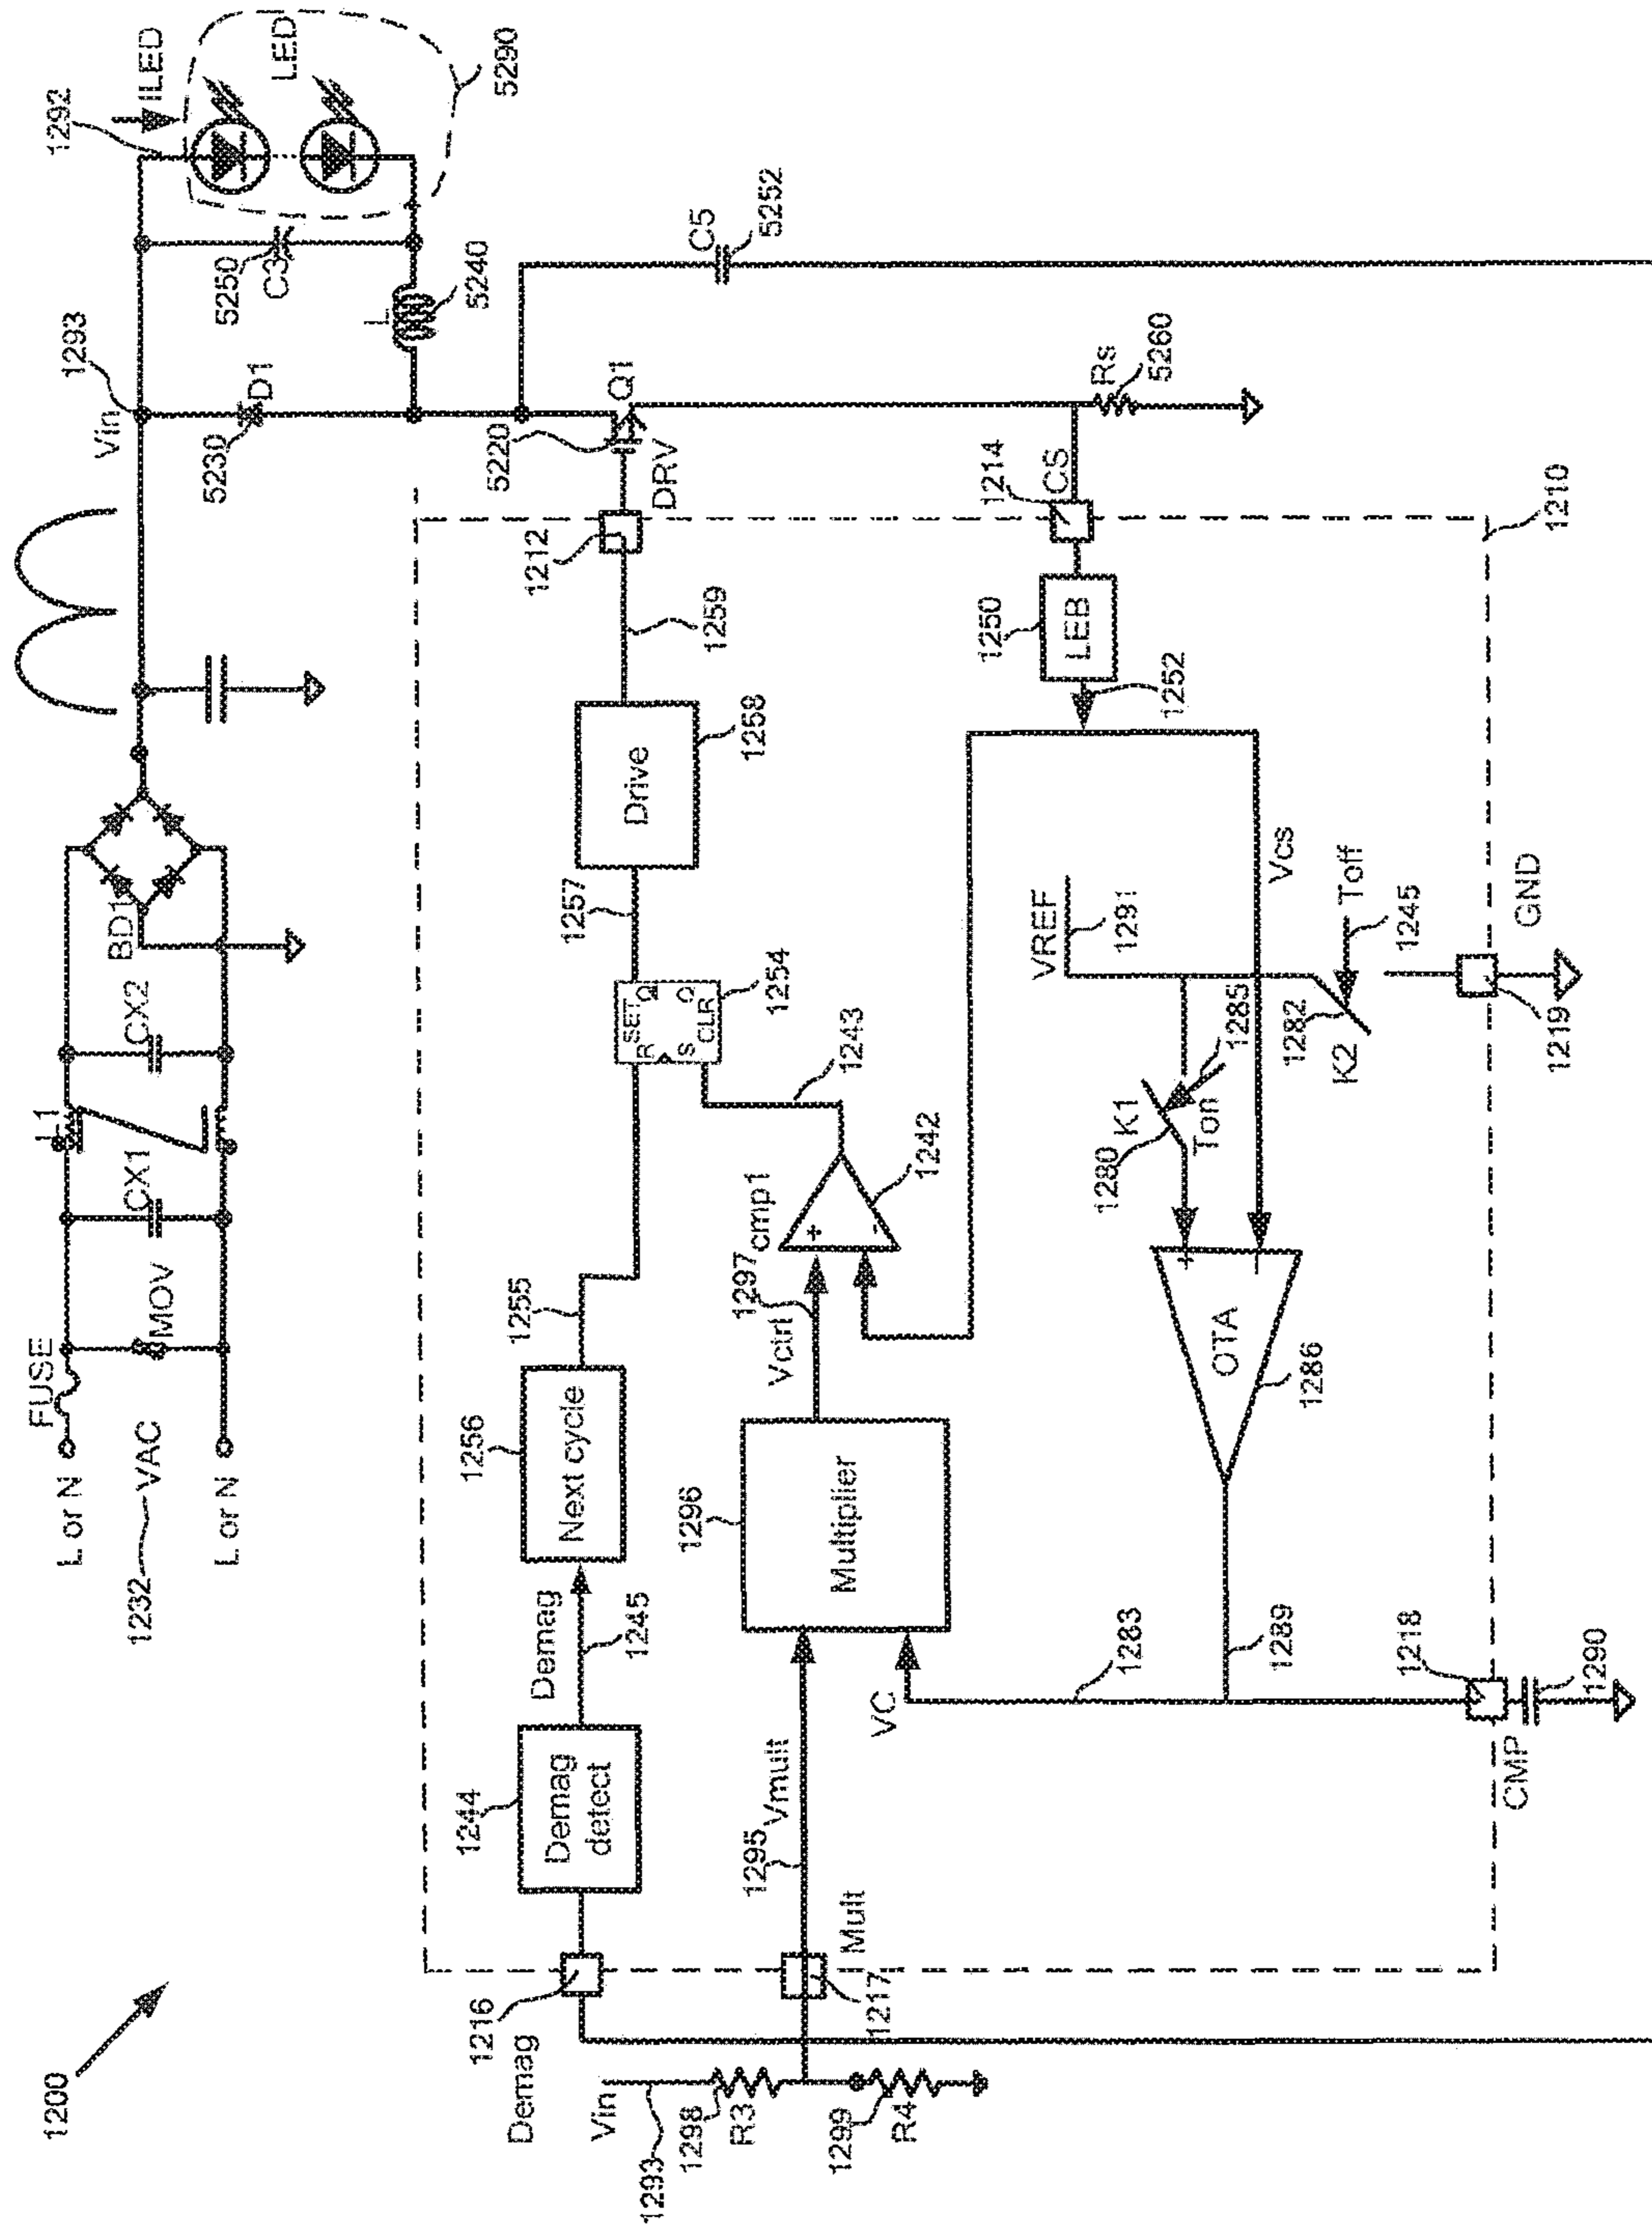 1200
L or N
FUSE
MOV
CX1
L1
CX2
BD1
1232
VAC
L or N
Vin
1293
5230
D1
5250
C3
L
5240
1292
ILED
LED
5290
C5
5252
5220
Q1
DRV
1212
1259
Drive
1258
1257
SET
R
Q
S
CLR
Q
1254
1255
Next cycle
1256
Demag
1245
Demag
detect
1244
1216
Demag
Vin
1293
1298
R3
1299
R4
1217
Mult
1295
Vmult
Multiplier
1296
VC
1283
Vctrl
1297
cmp1
+
-
1242
1243
1214
CS
Rs
5260
LEB
1250
1252
1210
VREF
1291
Vcs
K1
1280
Ton
1285
1282
K2
Toff
1245
GND
1219
OTA
+
-
1286
1289
1218
CMP
1290